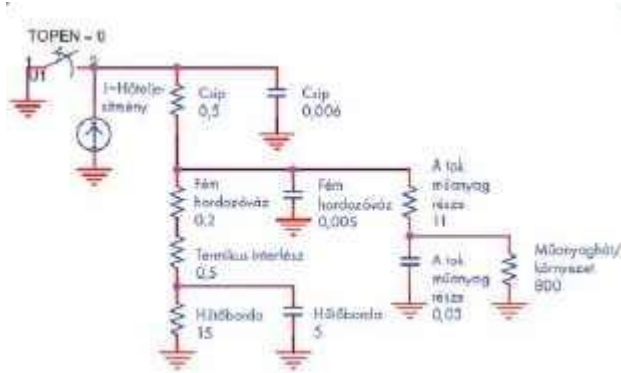 TOPEN = 0
U1
2
I=Hőtelje-
sítmény
Csip
0,5
Csip
0,006
Fém
hordozóváz
0,2
Fém
hordozóváz
0,005
A tok
műanyag
része
11
Termikus interfész
0,5
A tok
műanyag
része
0,03
Műanyagház/
környezet
800
Hűtőborda
15
Hűtőborda
5